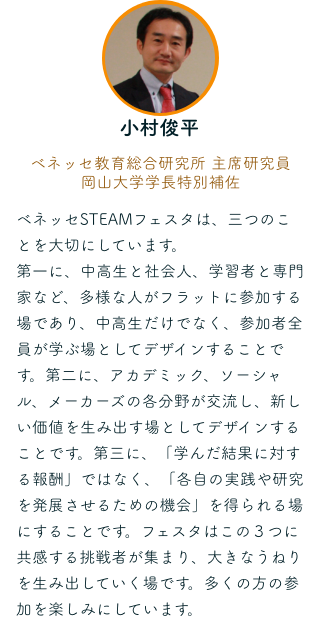 小村俊平
ベネッセ教育総合研究所 主席研究員
岡山大学学長特別補佐
ベネッセSTEAMフェスタは、三つのこ
とを大切にしています。
第一に、中高生と社会人、学習者と専門
家など、多様な人がフラットに参加する
場であり、中高生だけでなく、参加者全
員が学ぶ場としてデザインすることで
す。第二に、アカデミック、ソーシャ
ル、メーカーズの各分野が交流し、新し
い価値を生み出す場としてデザインする
ことです。第三に、「学んだ結果に対す
る報酬」ではなく、「各自の実践や研究
を発展させるための機会」を得られる場
にすることです。フェスタはこの３つに
共感する挑戦者が集まり、大きなうねり
を生み出していく場です。多くの方の参
加を楽しみにしています。